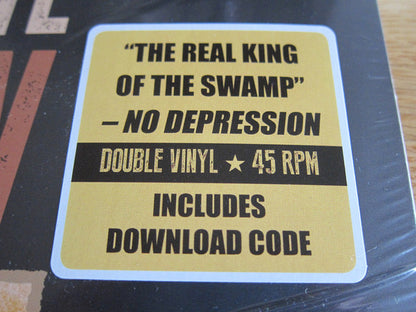 “THE REAL KING
OF THE SWAMP”
– NO DEPRESSION
DOUBLE VINYL ★ 45 RPM
INCLUDES
DOWNLOAD CODE